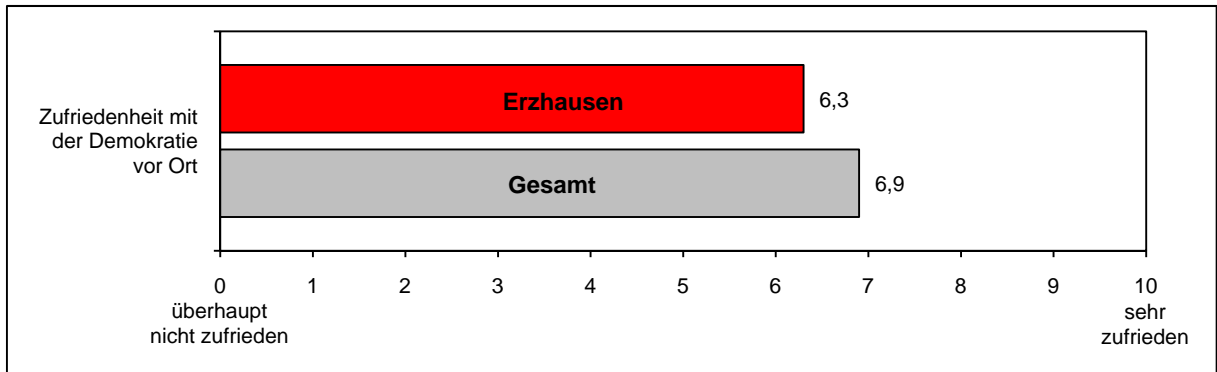 Zufriedenheit mit
der Demokratie
vor Ort
Erzhausen
6,3
Gesamt
6,9
0 1 2 3 4 5 6 7 8 9 10
überhaupt
nicht zufrieden
sehr
zufrieden